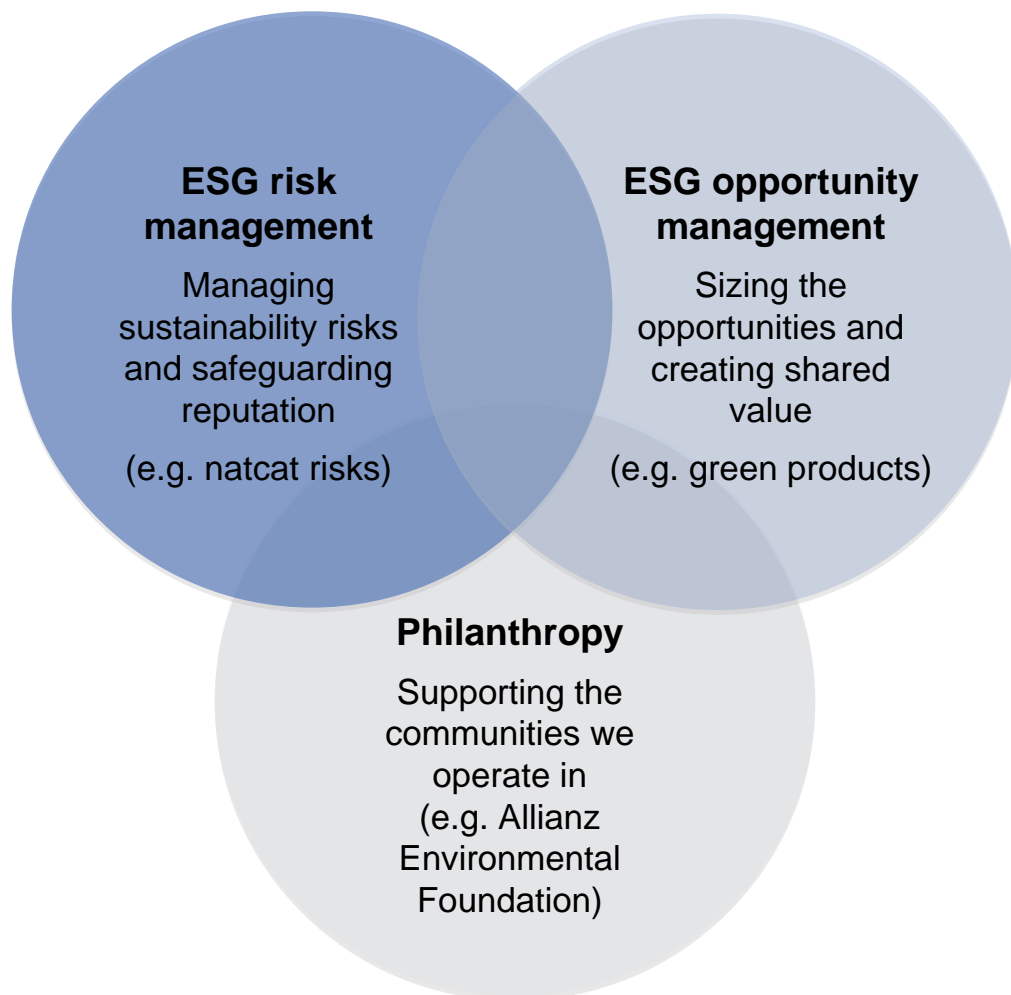 ESG risk
management
Managing
sustainability risks
and safeguarding
reputation
(e.g. natcat risks)
ESG opportunity
management
Sizing the
opportunities and
creating shared
value
(e.g. green products)
Philanthropy
Supporting the
communities we
operate in
(e.g. Allianz
Environmental
Foundation)